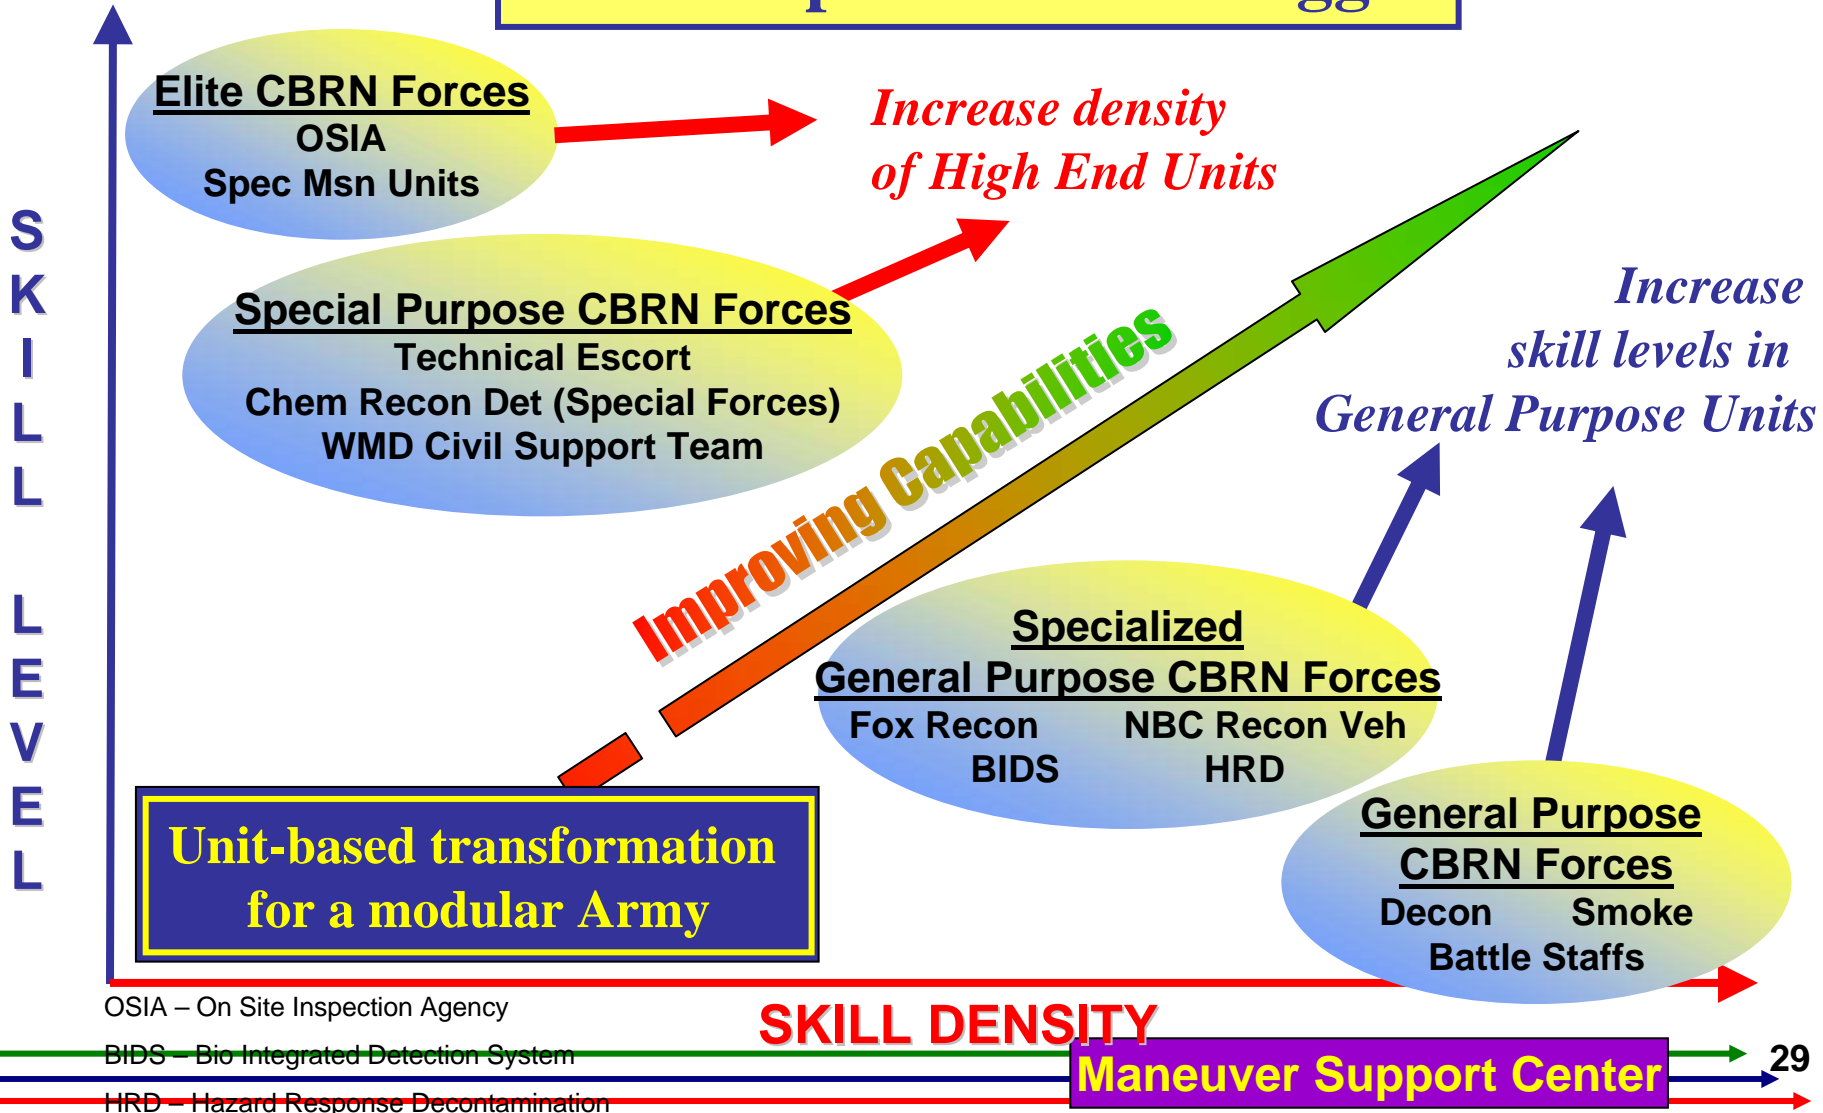 Elite CBRN Forces
OSIA
Spec Msn Units
Increase density
of High End Units
Special Purpose CBRN Forces
Technical Escort
Chem Recon Det (Special Forces)
WMD Civil Support Team
SKILL LEVEL
Improving Capabilities
Increase
skill levels in
General Purpose Units
Specialized
General Purpose CBRN Forces
Fox Recon NBC Recon Veh
BIDS HRD
General Purpose
CBRN Forces
Decon Smoke
Battle Staffs
Unit-based transformation
for a modular Army
SKILL DENSITY
OSIA – On Site Inspection Agency
BIDS – Bio Integrated Detection System
HRD – Hazard Response Decontamination
Maneuver Support Center
29